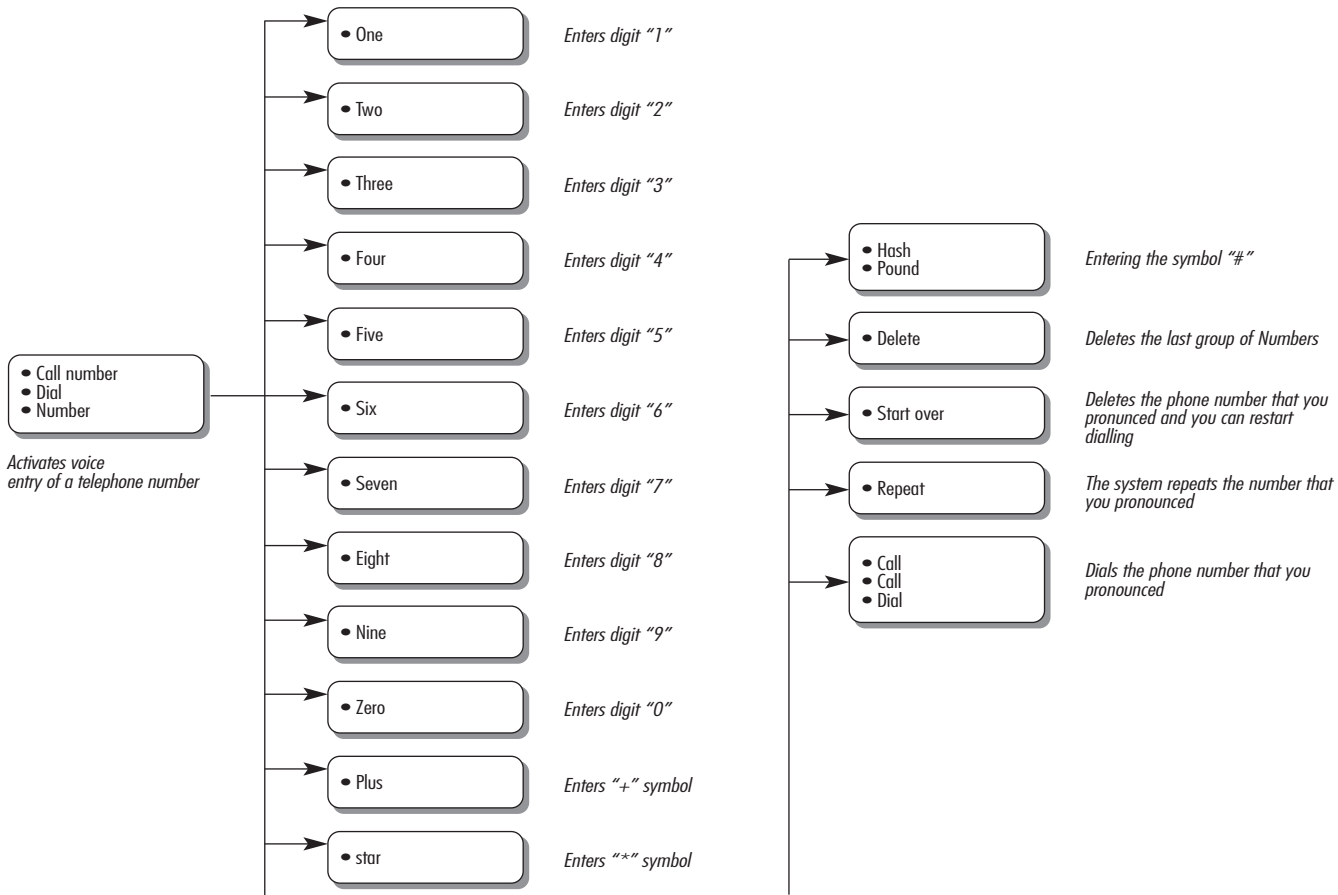 • Call number
• Dial
• Number
Activates voice
entry of a telephone number
• One
Enters digit “1”
• Two
Enters digit “2”
• Three
Enters digit “3”
• Four
Enters digit “4”
• Five
Enters digit “5”
• Six
Enters digit “6”
• Seven
Enters digit “7”
• Eight
Enters digit “8”
• Nine
Enters digit “9”
• Zero
Enters digit “0”
• Plus
Enters “+” symbol
• star
Enters “*” symbol
• Hash
• Pound
Entering the symbol “#”
• Delete
Deletes the last group of Numbers
• Start over
Deletes the phone number that you
pronunced and you can restart
dialling
• Repeat
The system repeats the number that
you pronounced
• Call
• Call
• Dial
Dials the phone number that you
pronounced